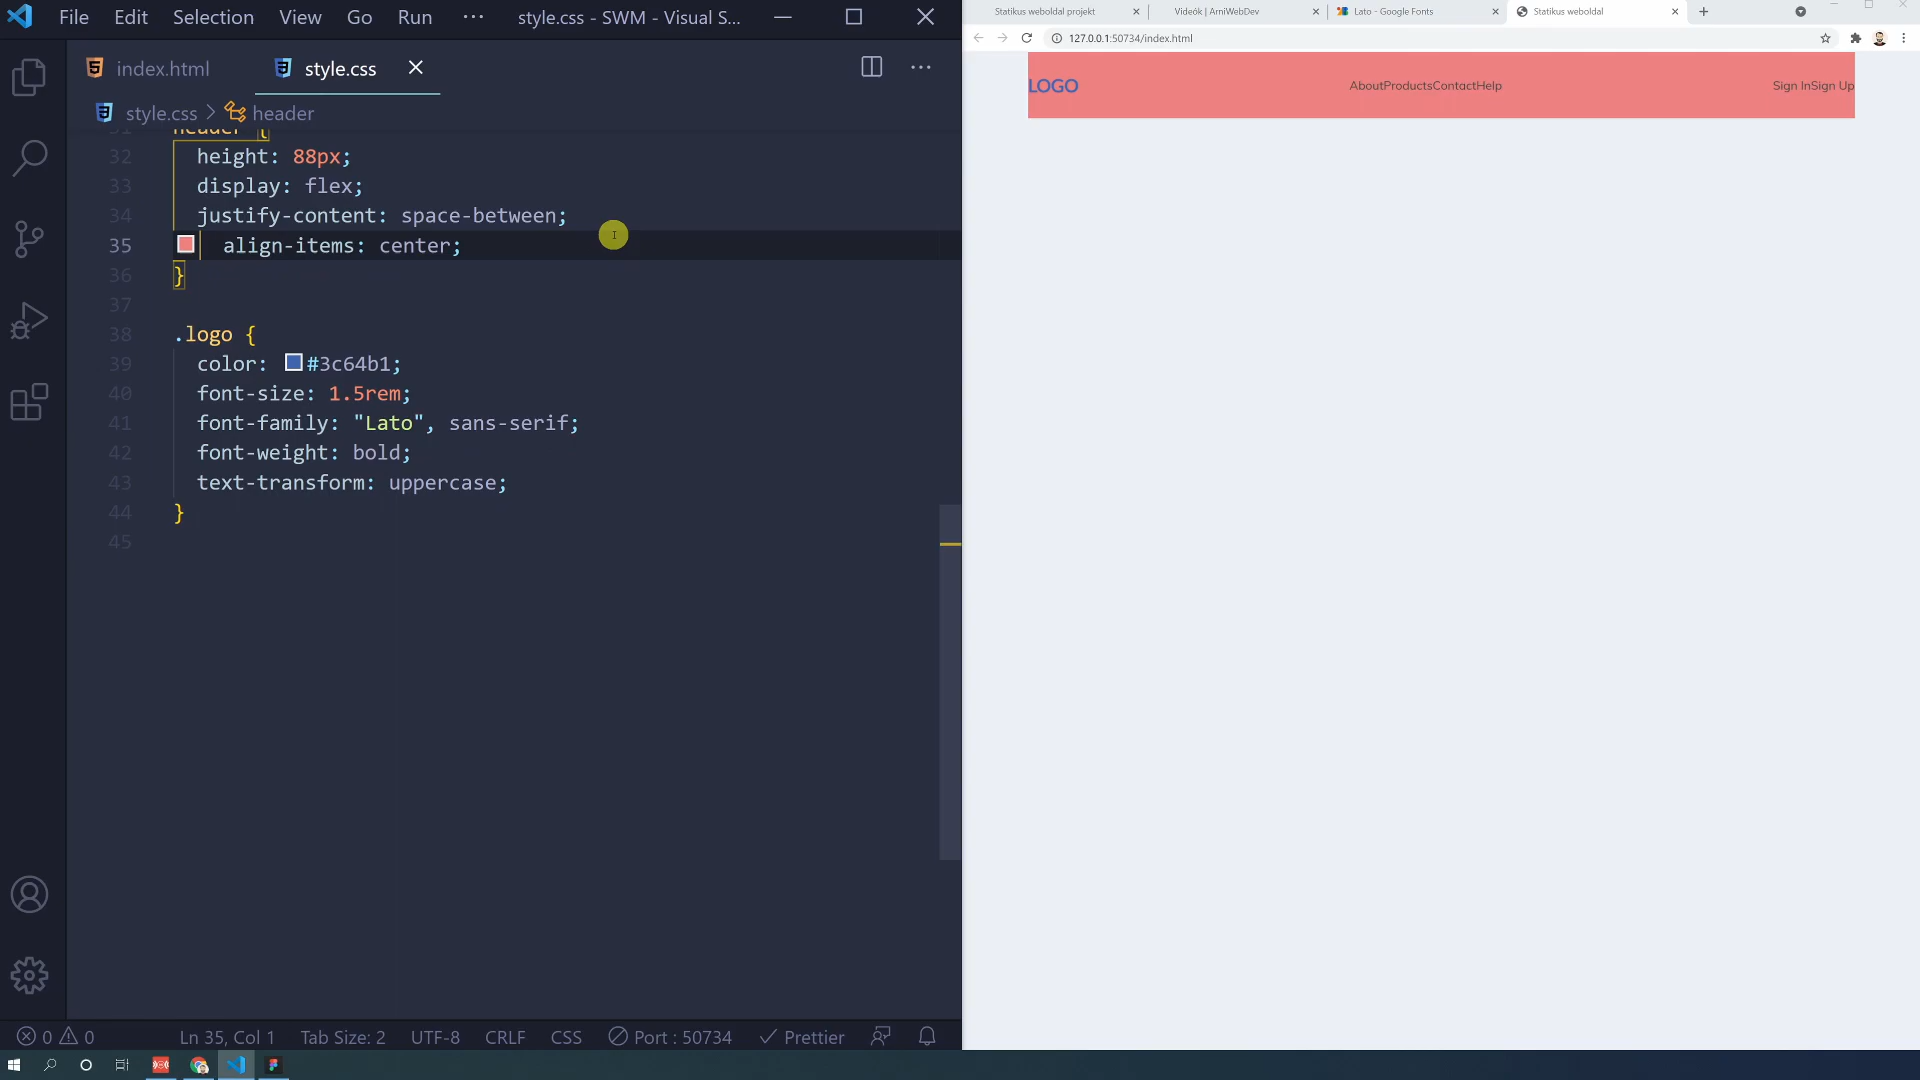 File Edit Selection View Go Run ··· style.css - SWM - Visual S...
index.html style.css
style.css > header
header {
32 height: 88px;
33 display: flex;
34 justify-content: space-between;
35 align-items: center;
36 }
37
38 .logo {
39 color: #3c64b1;
40 font-size: 1.5rem;
41 font-family: "Lato", sans-serif;
42 font-weight: bold;
43 text-transform: uppercase;
44 }
45
0 0 Ln 35, Col 1 Tab Size: 2 UTF-8 CRLF CSS Port : 50734 Prettier
Statikus weboldal projekt Videók | ArniWebDev Lato - Google Fonts Statikus weboldal
127.0.0.1:50734/index.html
LOGO AboutProductsContactHelp Sign InSign Up